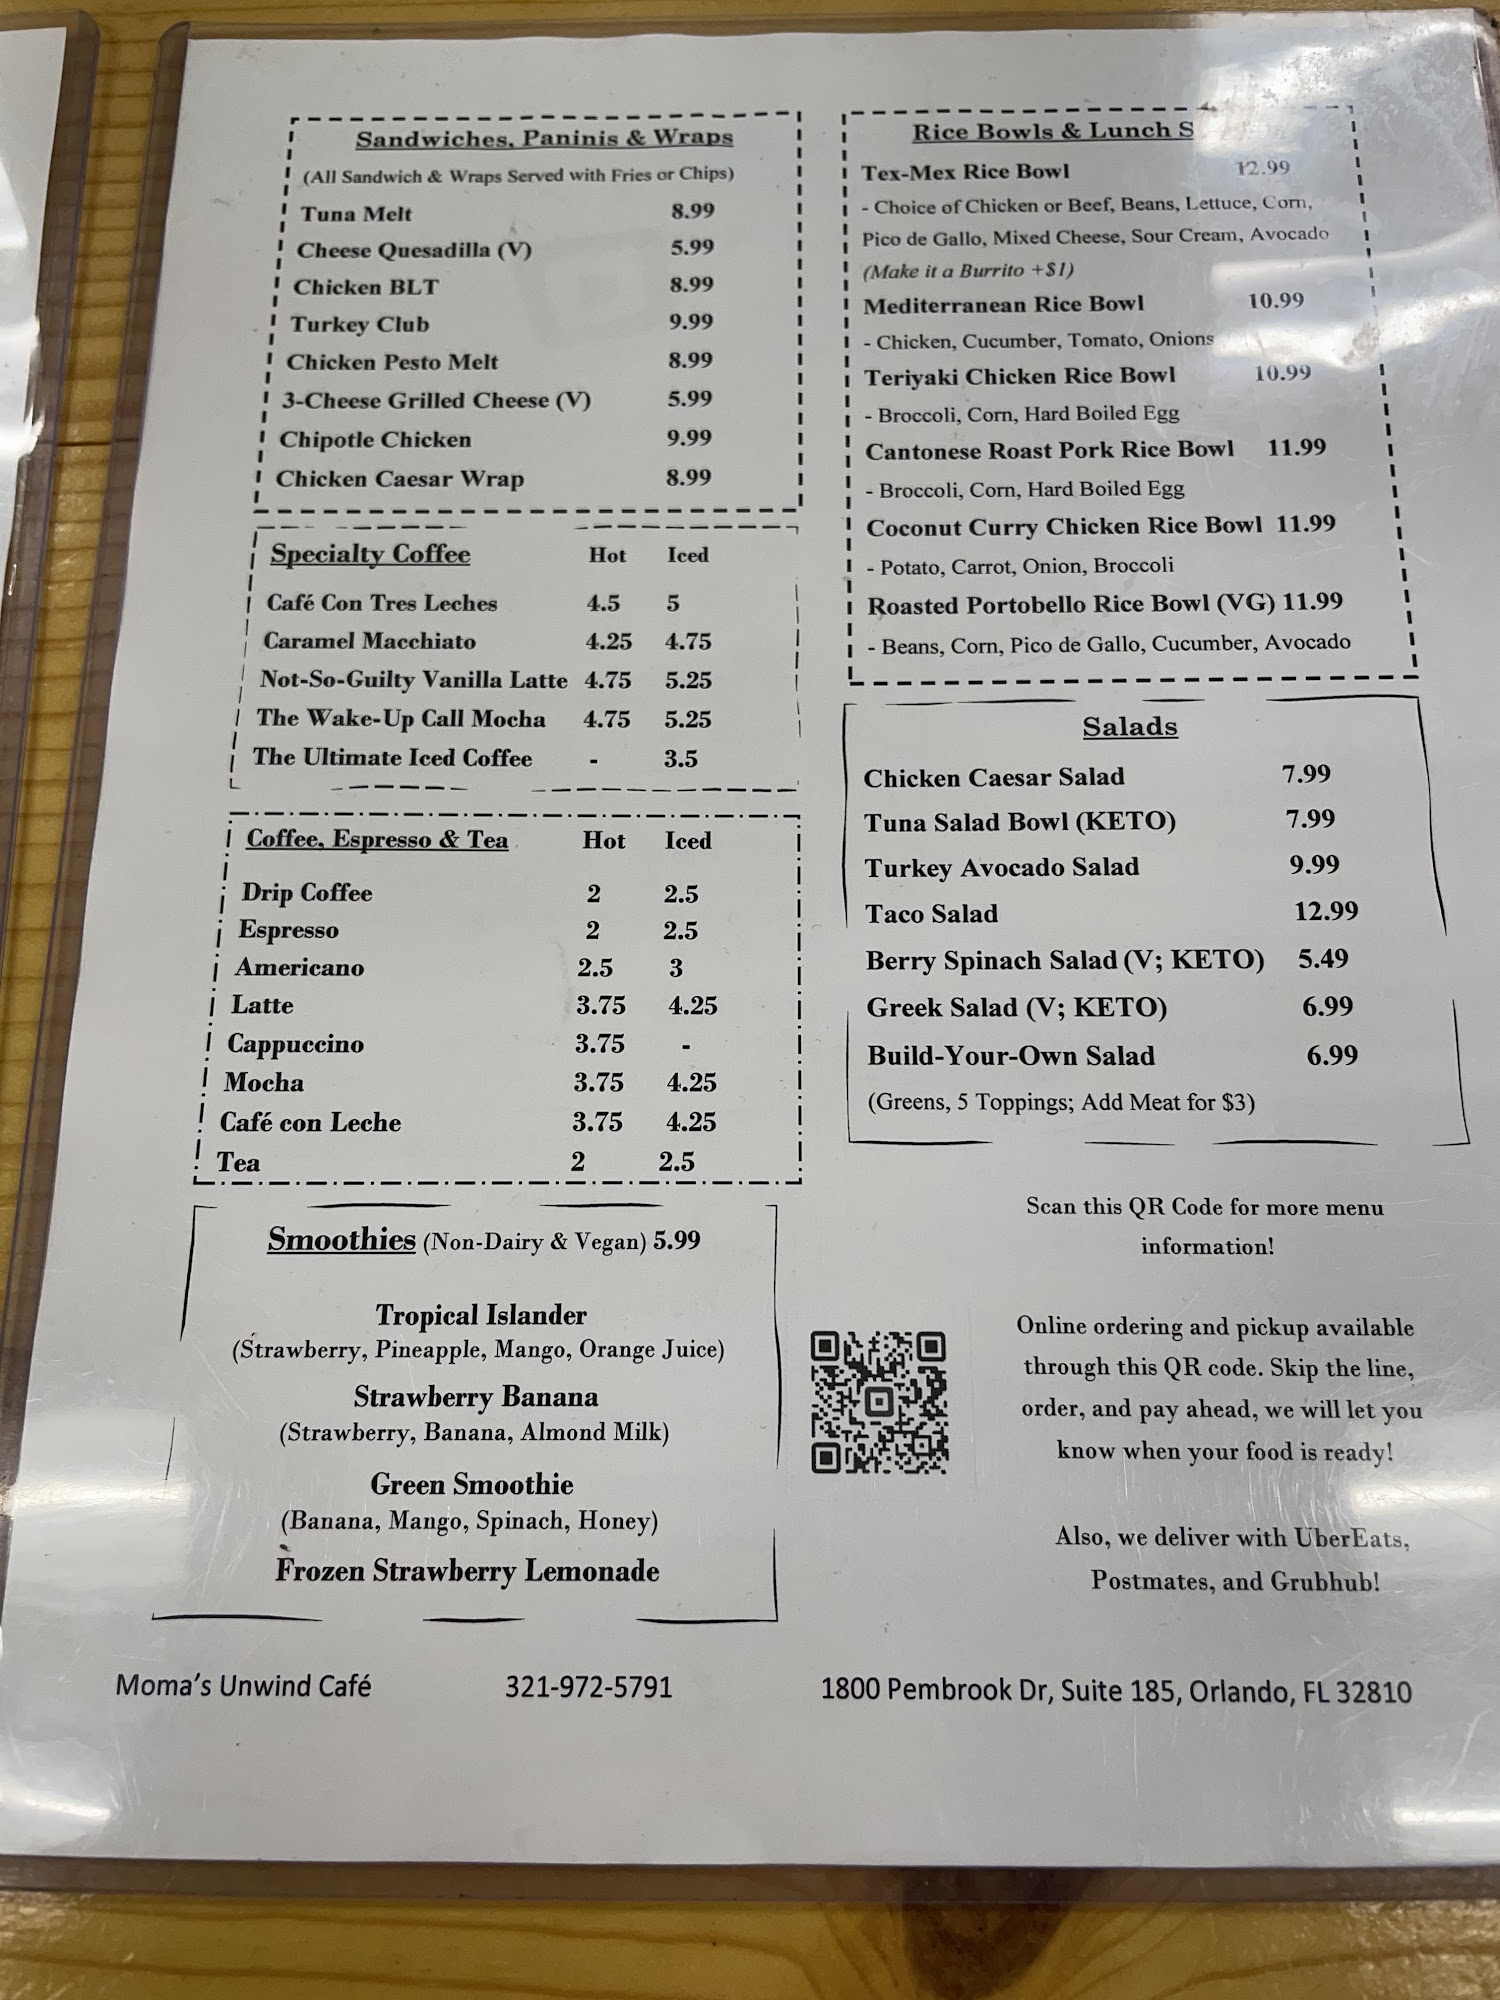 Sandwiches, Paninis & Wraps
(All Sandwich & Wraps Served with Fries or Chips)
Tuna Melt 8.99
Cheese Quesadilla (V) 5.99
Chicken BLT 8.99
Turkey Club 9.99
Chicken Pesto Melt 8.99
3-Cheese Grilled Cheese (V) 5.99
Chipotle Chicken 9.99
Chicken Caesar Wrap 8.99
Specialty Coffee Hot Iced
Café Con Tres Leches 4.5 5
Caramel Macchiato 4.25 4.75
Not-So-Guilty Vanilla Latte 4.75 5.25
The Wake-Up Call Mocha 4.75 5.25
The Ultimate Iced Coffee - 3.5
Coffee, Espresso & Tea Hot Iced
Drip Coffee 2 2.5
Espresso 2 2.5
Americano 2.5 3
Latte 3.75 4.25
Cappuccino 3.75 -
Mocha 3.75 4.25
Café con Leche 3.75 4.25
Tea 2 2.5
Smoothies (Non-Dairy & Vegan) 5.99
Tropical Islander
(Strawberry, Pineapple, Mango, Orange Juice)
Strawberry Banana
(Strawberry, Banana, Almond Milk)
Green Smoothie
(Banana, Mango, Spinach, Honey)
Frozen Strawberry Lemonade
Rice Bowls & Lunch
Tex-Mex Rice Bowl 12.99
- Choice of Chicken or Beef, Beans, Lettuce, Corn,
Pico de Gallo, Mixed Cheese, Sour Cream, Avocado
(Make it a Burrito +$1)
Mediterranean Rice Bowl 10.99
- Chicken, Cucumber, Tomato, Onions
Teriyaki Chicken Rice Bowl 10.99
- Broccoli, Corn, Hard Boiled Egg
Cantonese Roast Pork Rice Bowl 11.99
- Broccoli, Corn, Hard Boiled Egg
Coconut Curry Chicken Rice Bowl 11.99
- Potato, Carrot, Onion, Broccoli
Roasted Portobello Rice Bowl (VG) 11.99
- Beans, Corn, Pico de Gallo, Cucumber, Avocado
Salads
Chicken Caesar Salad 7.99
Tuna Salad Bowl (KETO) 7.99
Turkey Avocado Salad 9.99
Taco Salad 12.99
Berry Spinach Salad (V; KETO) 5.49
Greek Salad (V; KETO) 6.99
Build-Your-Own Salad 6.99
(Greens, 5 Toppings; Add Meat for $3)
Scan this QR Code for more menu
information!
Online ordering and pickup available
through this QR code. Skip the line,
order, and pay ahead, we will let you
know when your food is ready!
Also, we deliver with UberEats,
Postmates, and Grubhub!
Moma's Unwind Café 321-972-5791 1800 Pembrook Dr, Suite 185, Orlando, FL 32810